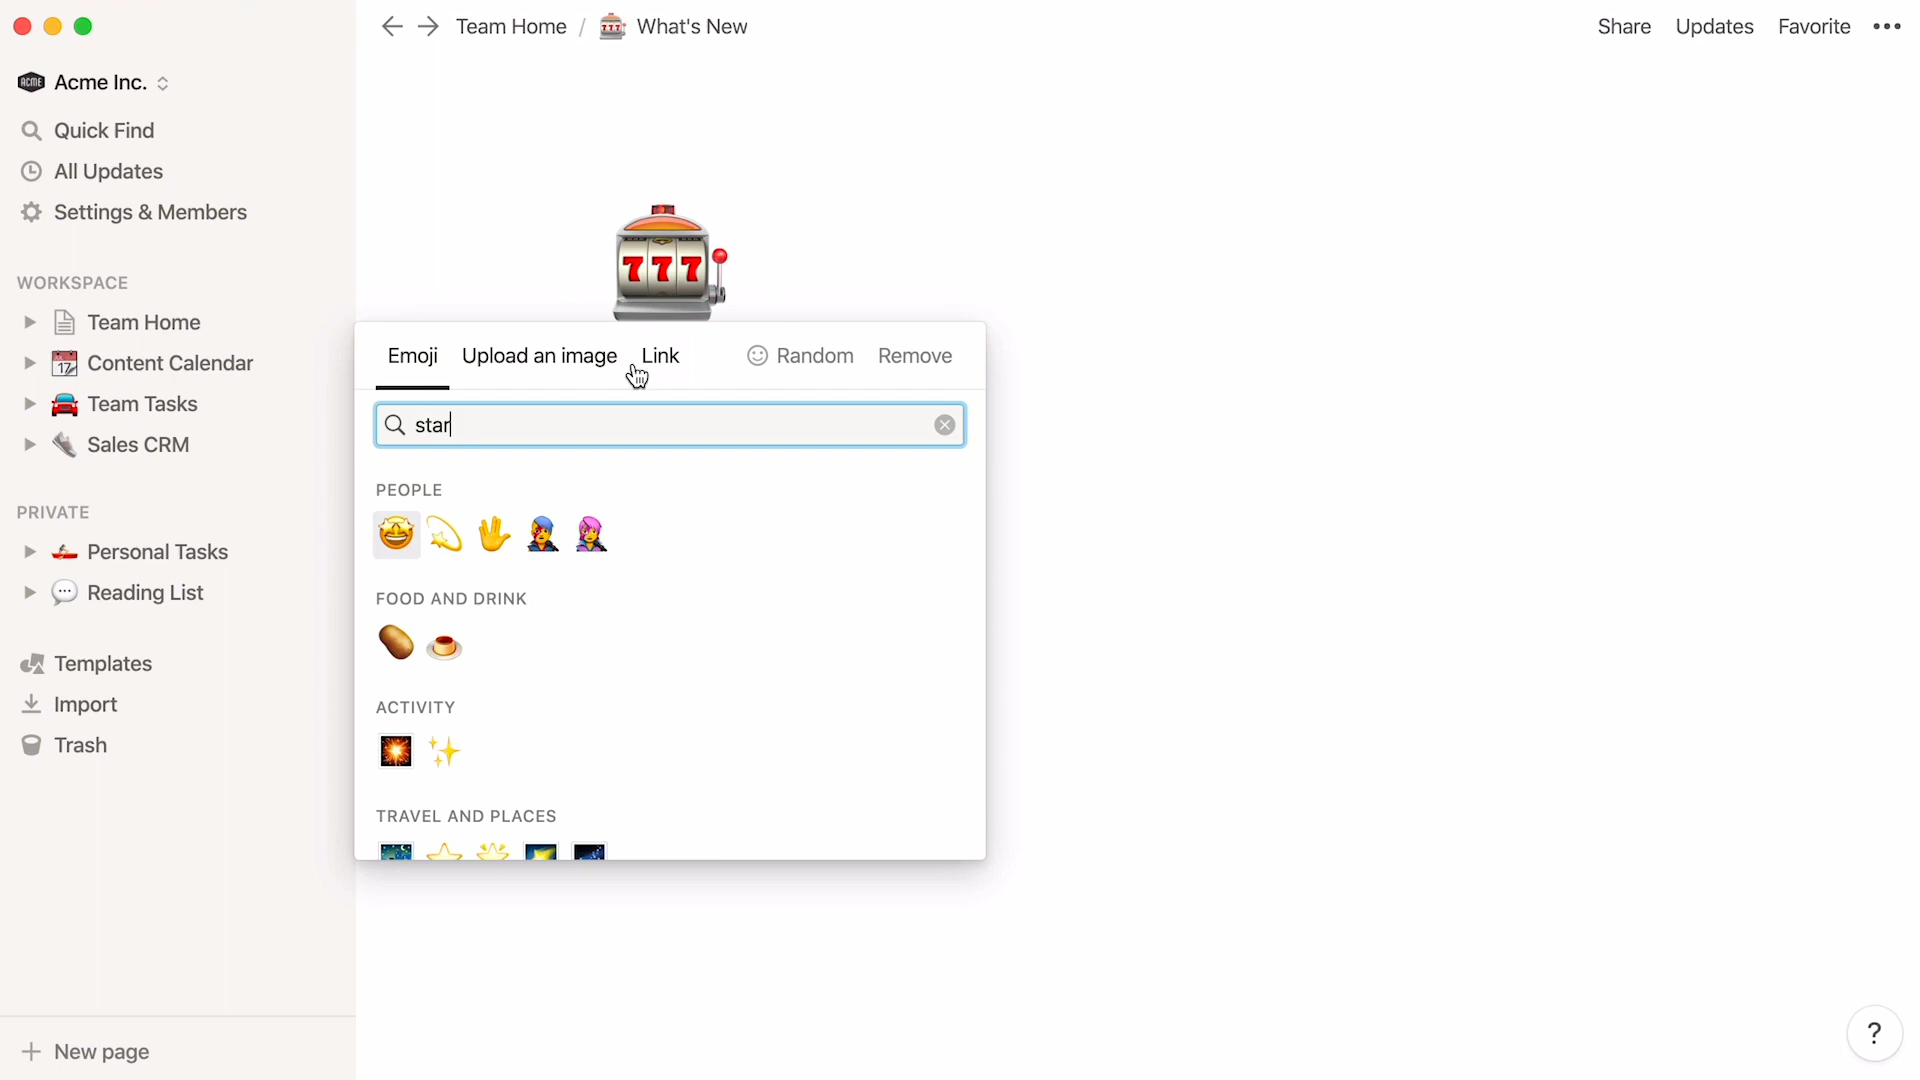 Team Home / What's New
Share Updates Favorite •••
ACME Acme Inc.
Quick Find
All Updates
Settings & Members
WORKSPACE
Team Home
Content Calendar
Team Tasks
Sales CRM
PRIVATE
Personal Tasks
Reading List
Templates
Import
Trash
New page
777
Emoji Upload an image Link Random Remove
star
PEOPLE
FOOD AND DRINK
ACTIVITY
TRAVEL AND PLACES
?